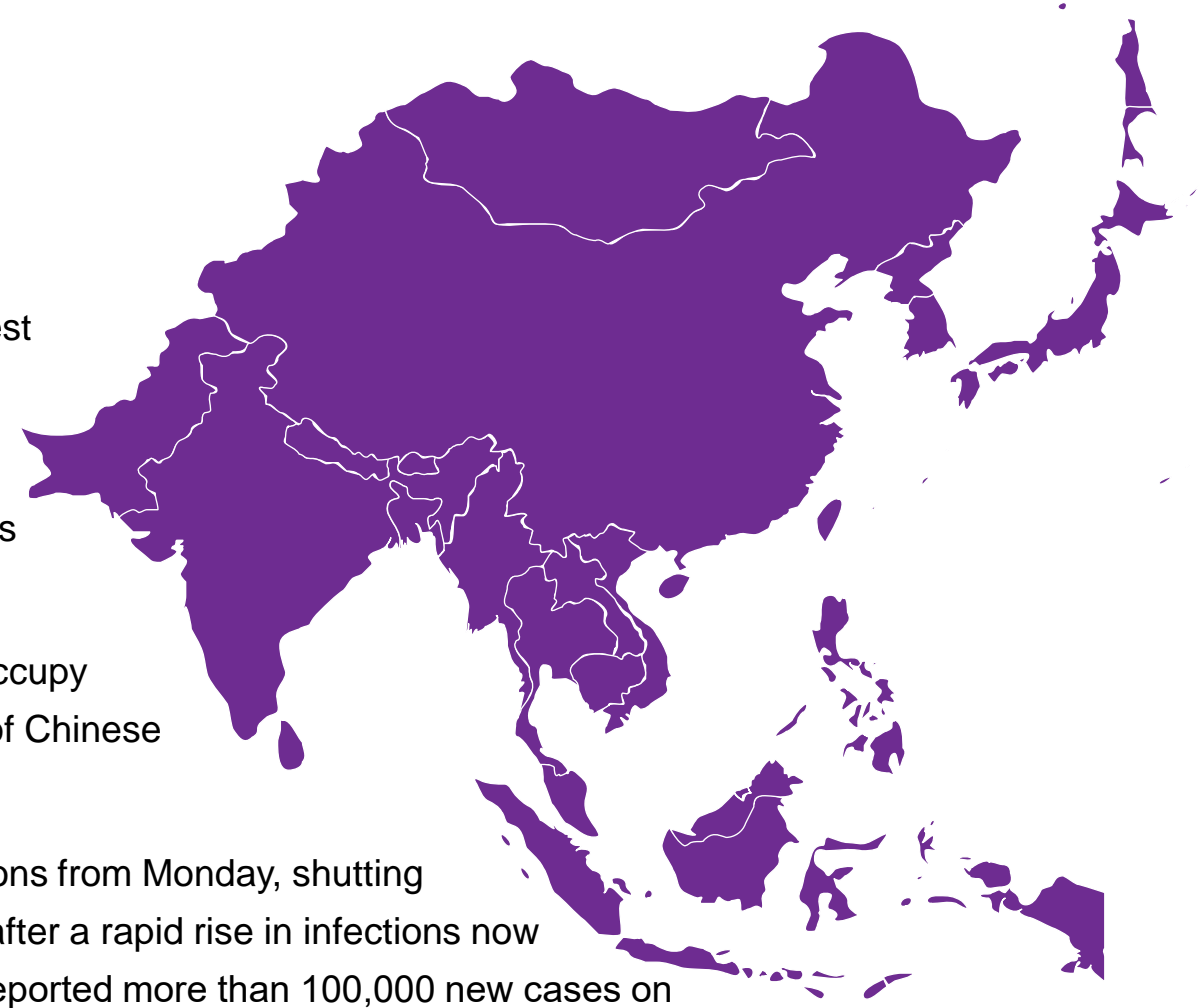 est
s
ccupy
of Chinese
ons from Monday, shutting
after a rapid rise in infections now
eported more than 100,000 new cases on